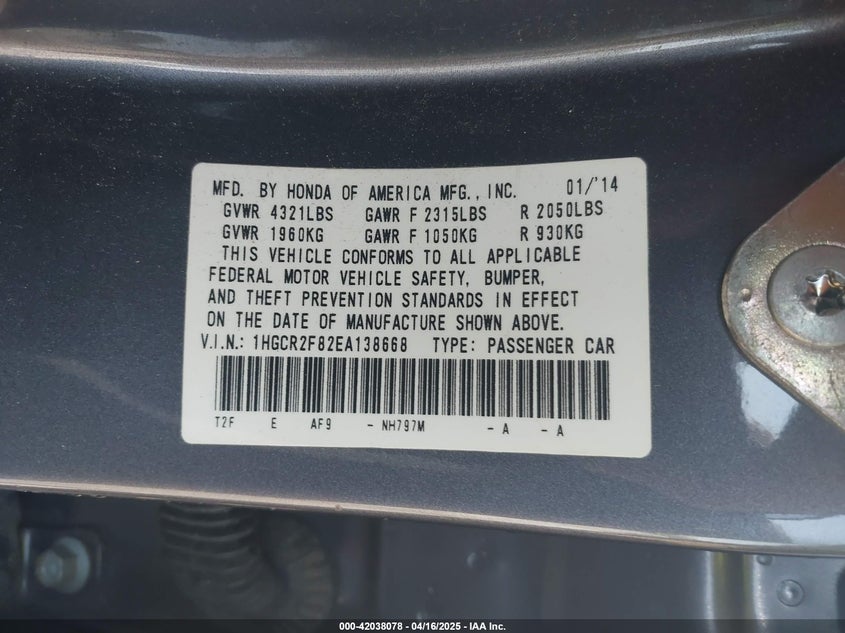 MFD. BY HONDA OF AMERICA MFG., INC. 01/'14
GVWR 4321LBS GAWR F 2315LBS R 2050LBS
GVWR 1960KG GAWR F 1050KG R 930KG
THIS VEHICLE CONFORMS TO ALL APPLICABLE
FEDERAL MOTOR VEHICLE SAFETY, BUMPER,
AND THEFT PREVENTION STANDARDS IN EFFECT
ON THE DATE OF MANUFACTURE SHOWN ABOVE.
V.I.N.: 1HGCR2F82EA138668 TYPE: PASSENGER CAR
T2F E AF9 - NH797M - A - A
000-42038078 - 04/16/2025 - IAA Inc.